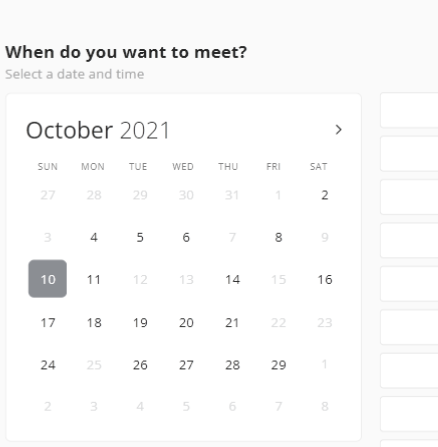 When do you want to meet?
Select a date and time
October 2021
SUN MON TUE WED THU FRI SAT
27 28 29 30 31 1 2
3 4 5 6 7 8 9
10 11 12 13 14 15 16
17 18 19 20 21 22 23
24 25 26 27 28 29 1
2 3 4 5 6 7 8